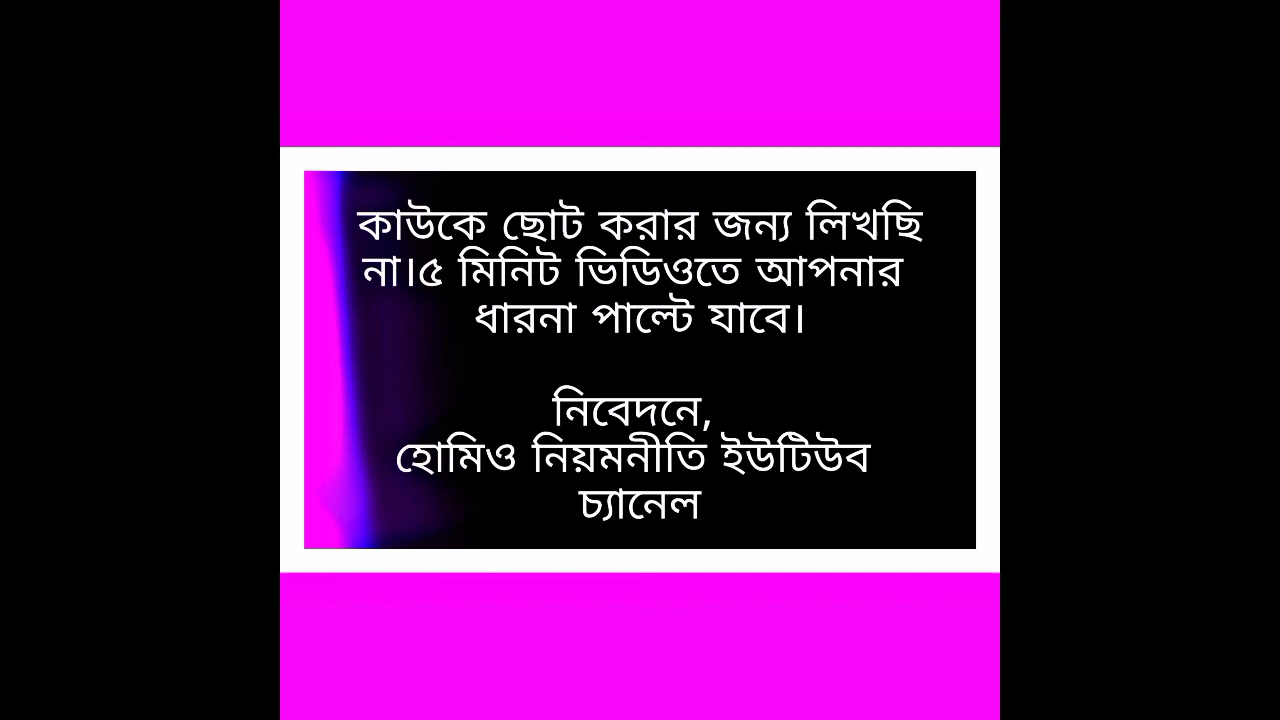 কাউকে ছোট করার জন্য লিখছি
না।৫ মিনিট ভিডিওতে আপনার
ধারনা পাল্টে যাবে।
নিবেদনে,
হোমিও নিয়মনীতি ইউটিউব
চ্যানেল